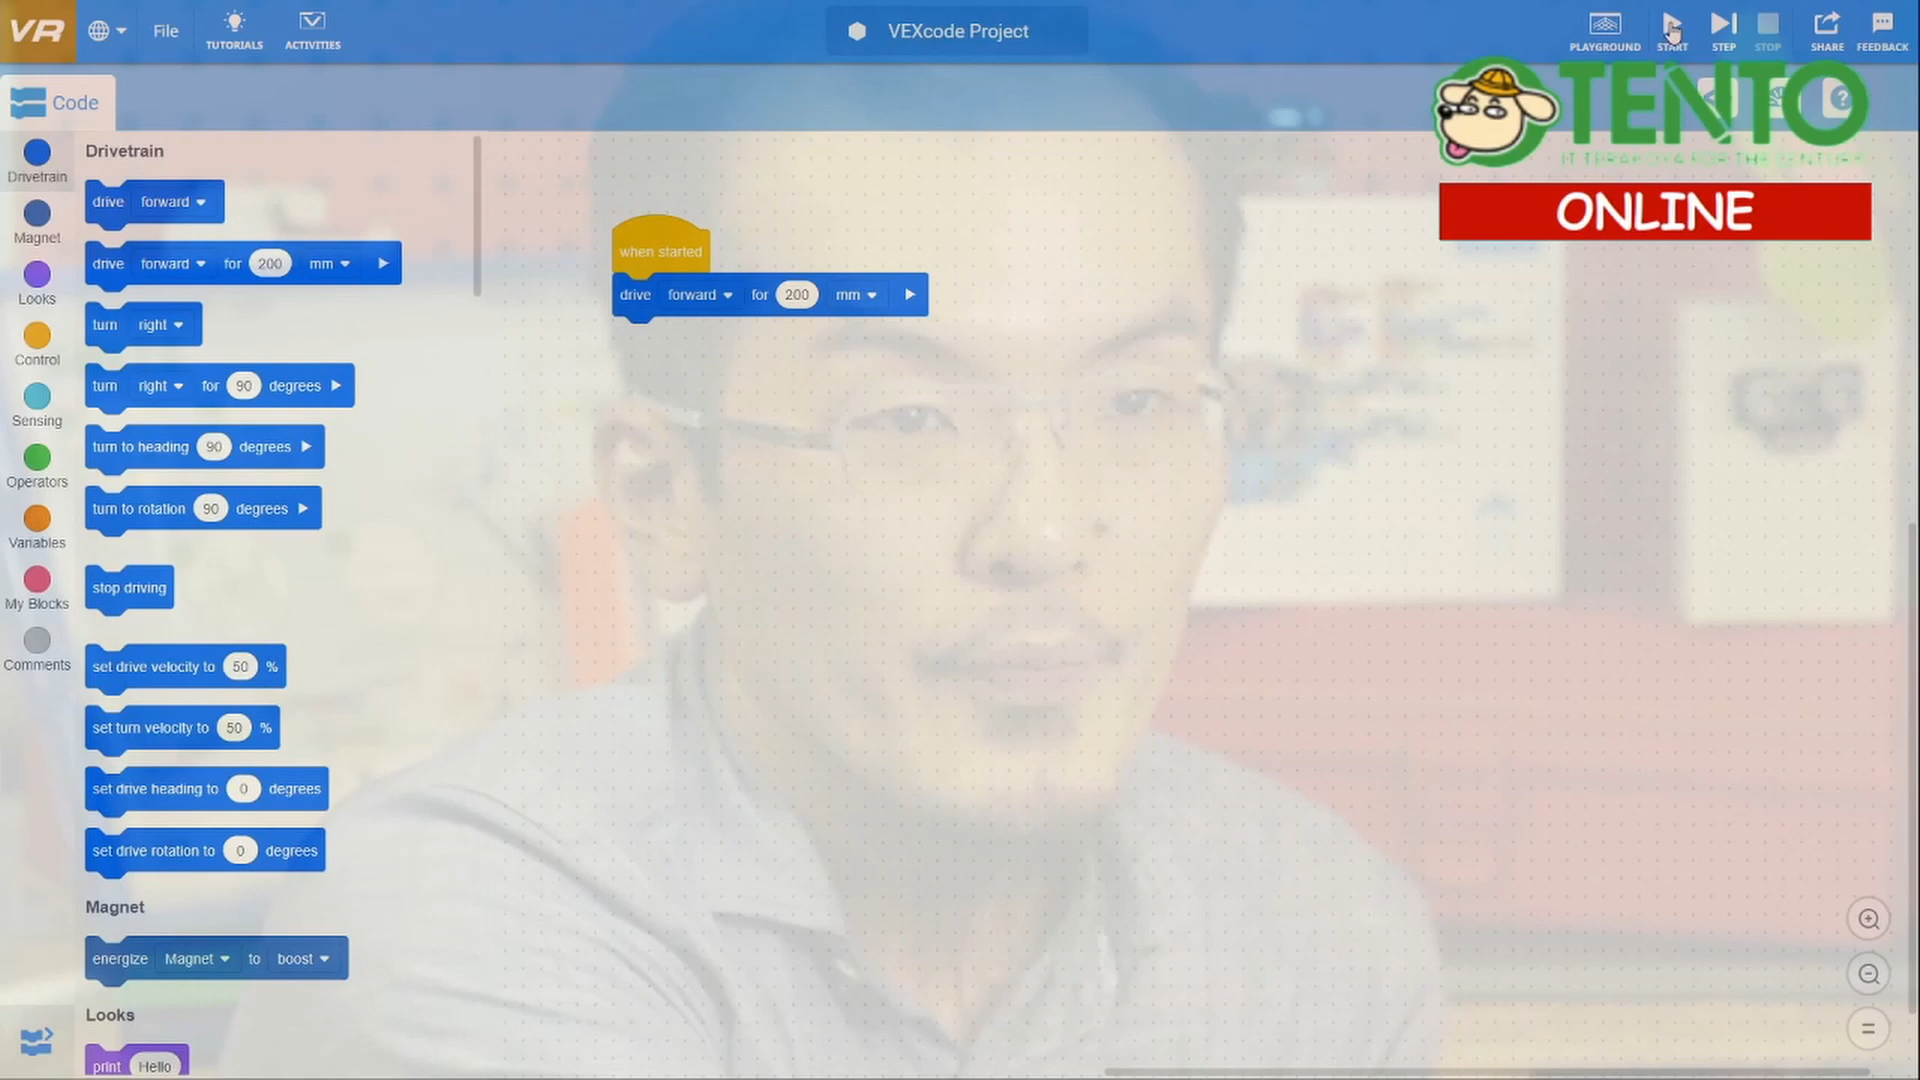 VR
File
TUTORIALS
ACTIVITIES
VEXcode Project
PLAYGROUND
START
STEP
STOP
SHARE
FEEDBACK
TENTO
ONLINE
Code
Drivetrain
Magnet
Looks
Control
Sensing
Operators
Variables
My Blocks
Comments
Drivetrain
drive forward
drive forward for 200 mm
turn right
turn right for 90 degrees
turn to heading 90 degrees
turn to rotation 90 degrees
stop driving
set drive velocity to 50 %
set turn velocity to 50 %
set drive heading to 0 degrees
set drive rotation to 0 degrees
Magnet
energize Magnet to boost
Looks
print Hello
when started
drive forward for 200 mm